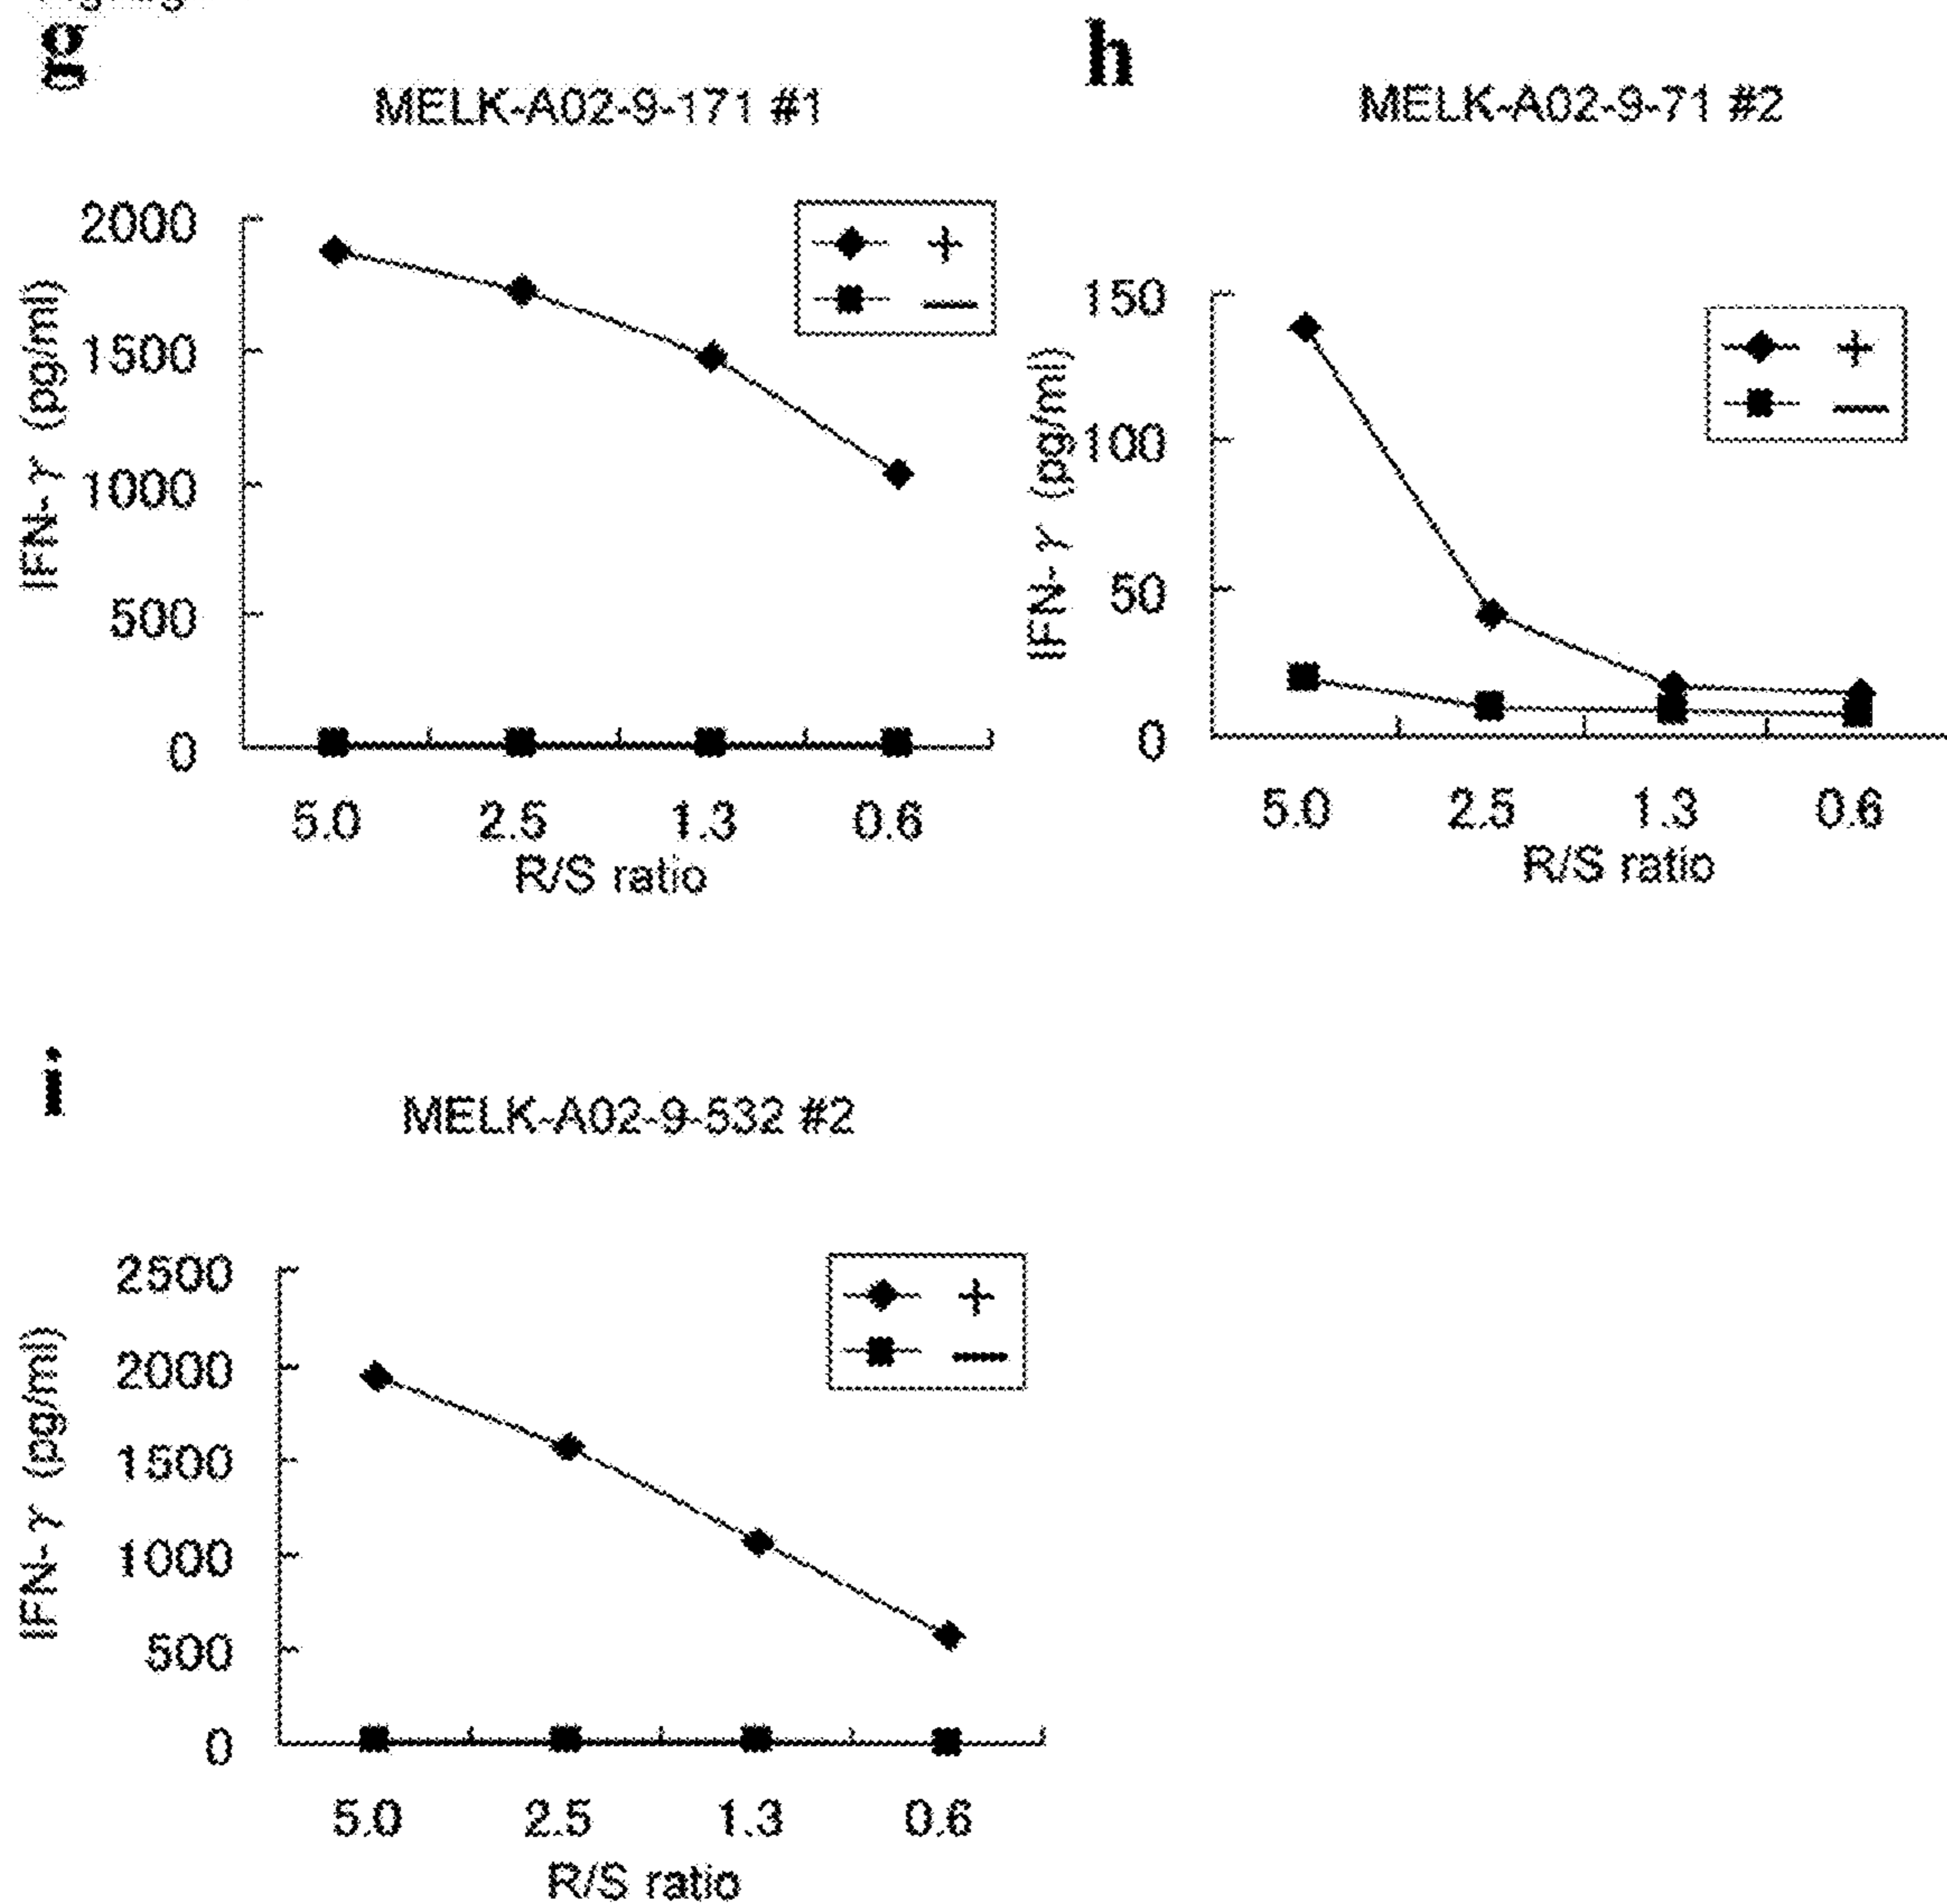 g
MELK-A02-9-171 #1
2000
1500
1000
500
0
IFN-γ (pg/ml)
+
—
5.0 2.5 1.3 0.6
R/S ratio
h
MELK-A02-9-71 #2
150
100
50
0
IFN-γ (pg/ml)
+
—
5.0 2.5 1.3 0.6
R/S ratio
i
MELK-A02-9-532 #2
2500
2000
1500
1000
500
0
IFN-γ (pg/ml)
+
—
5.0 2.5 1.3 0.6
R/S ratio